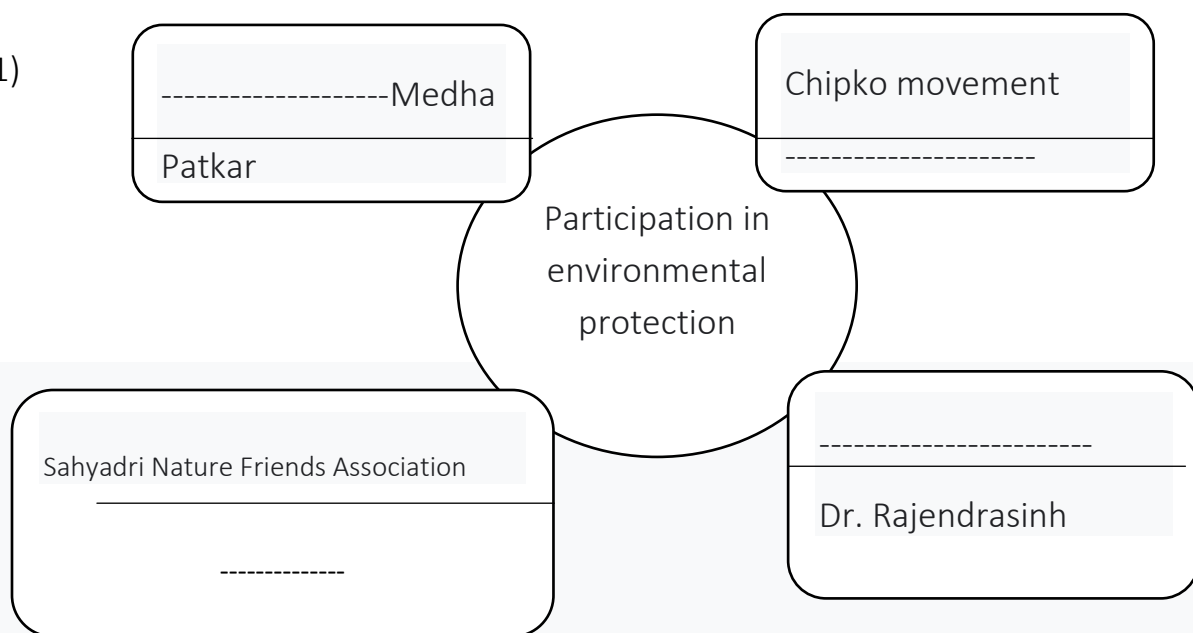 1)
--------------------Medha
Patkar
Chipko movement
----------------------
Participation in
environmental
protection
Sahyadri Nature Friends Association
--------------
------------------------
Dr. Rajendrasinh